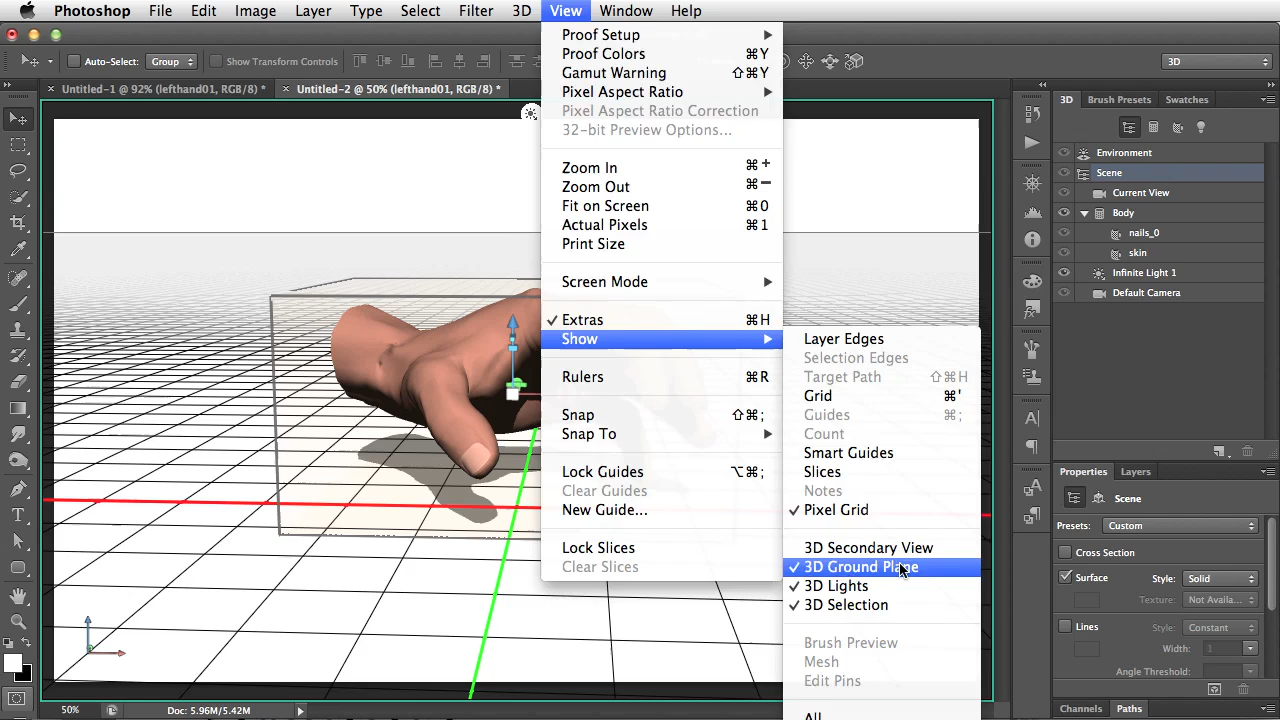 Photoshop File Edit Image Layer Type Select Filter 3D View Window Help
Auto-Select: Group Show Transform Controls 3D
Untitled-1 @ 92% (lefthand01, RGB/8) * Untitled-2 @ 50% (lefthand01, RGB/8) *
Proof Setup
Proof Colors ⌘Y
Gamut Warning ⇧⌘Y
Pixel Aspect Ratio
Pixel Aspect Ratio Correction
32-bit Preview Options...
Zoom In ⌘+
Zoom Out ⌘−
Fit on Screen ⌘0
Actual Pixels ⌘1
Print Size
Screen Mode
✓ Extras ⌘H
Show
Rulers ⌘R
Snap ⇧⌘;
Snap To
Lock Guides ⌥⌘;
Clear Guides
New Guide...
Lock Slices
Clear Slices
Layer Edges
Selection Edges
Target Path ⇧⌘H
Grid ⌘'
Guides ⌘;
Count
Smart Guides
Slices
Notes
✓ Pixel Grid
3D Secondary View
✓ 3D Ground Plane
✓ 3D Lights
✓ 3D Selection
Brush Preview
Mesh
Edit Pins
All
3D Brush Presets Swatches
Environment
Scene
Current View
Body
nails_0
skin
Infinite Light 1
Default Camera
Properties Layers
Scene
Presets: Custom
Cross Section
Surface Style: Solid
Texture: Not Availa...
Lines Style: Constant
Width: 1
Angle Threshold:
Channels Paths
50% Doc: 5.96M/5.42M